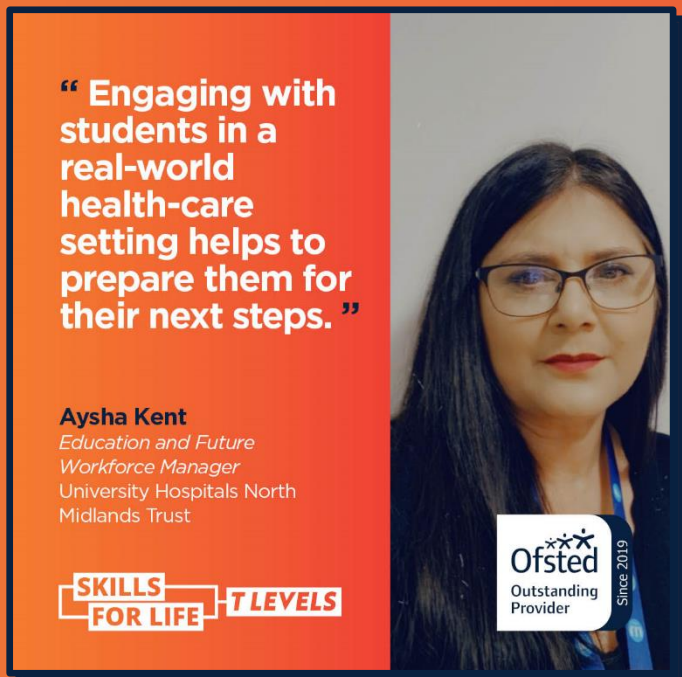 “ Engaging with
students in a
real-world
health-care
setting helps to
prepare them for
their next steps. ”
Aysha Kent
Education and Future
Workforce Manager
University Hospitals North
Midlands Trust
SKILLS
FOR LIFE
T LEVELS
Ofsted
Outstanding
Provider
Since 2019